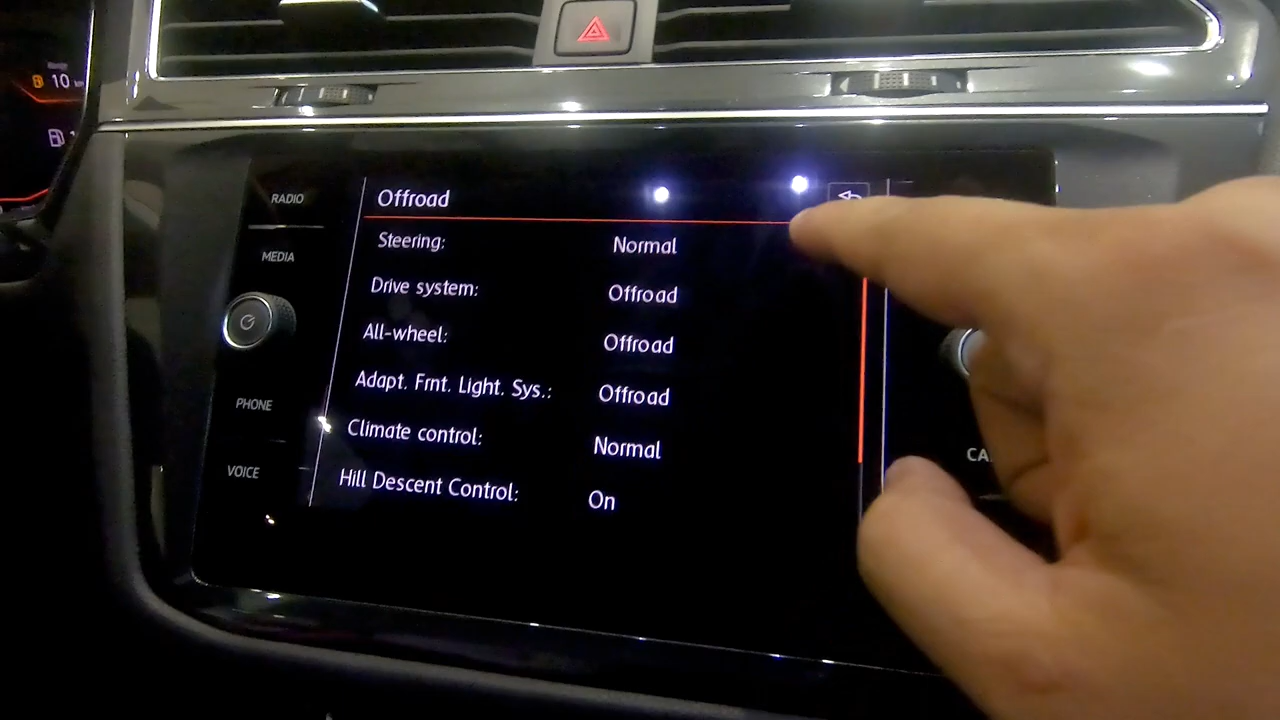 10
RADIO
MEDIA
PHONE
VOICE
Offroad
Steering: Normal
Drive system: Offroad
All-wheel: Offroad
Adapt. Frnt. Light. Sys.: Offroad
Climate control: Normal
Hill Descent Control: On